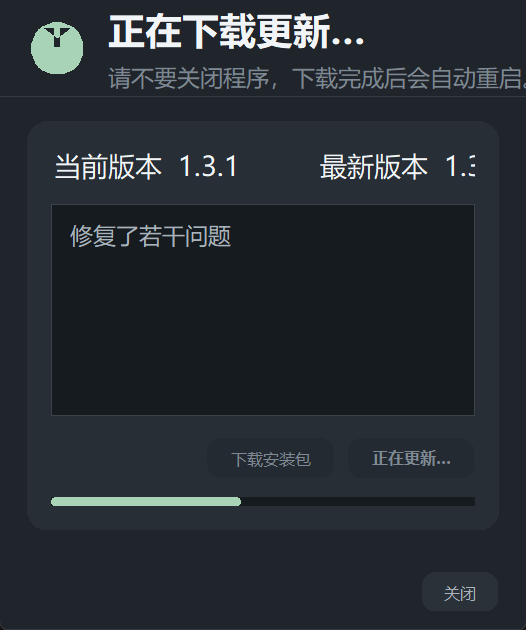 正在下载更新...
请不要关闭程序，下载完成后会自动重启
当前版本 1.3.1 最新版本 1.3
修复了若干问题
下载安装包 正在更新...
关闭